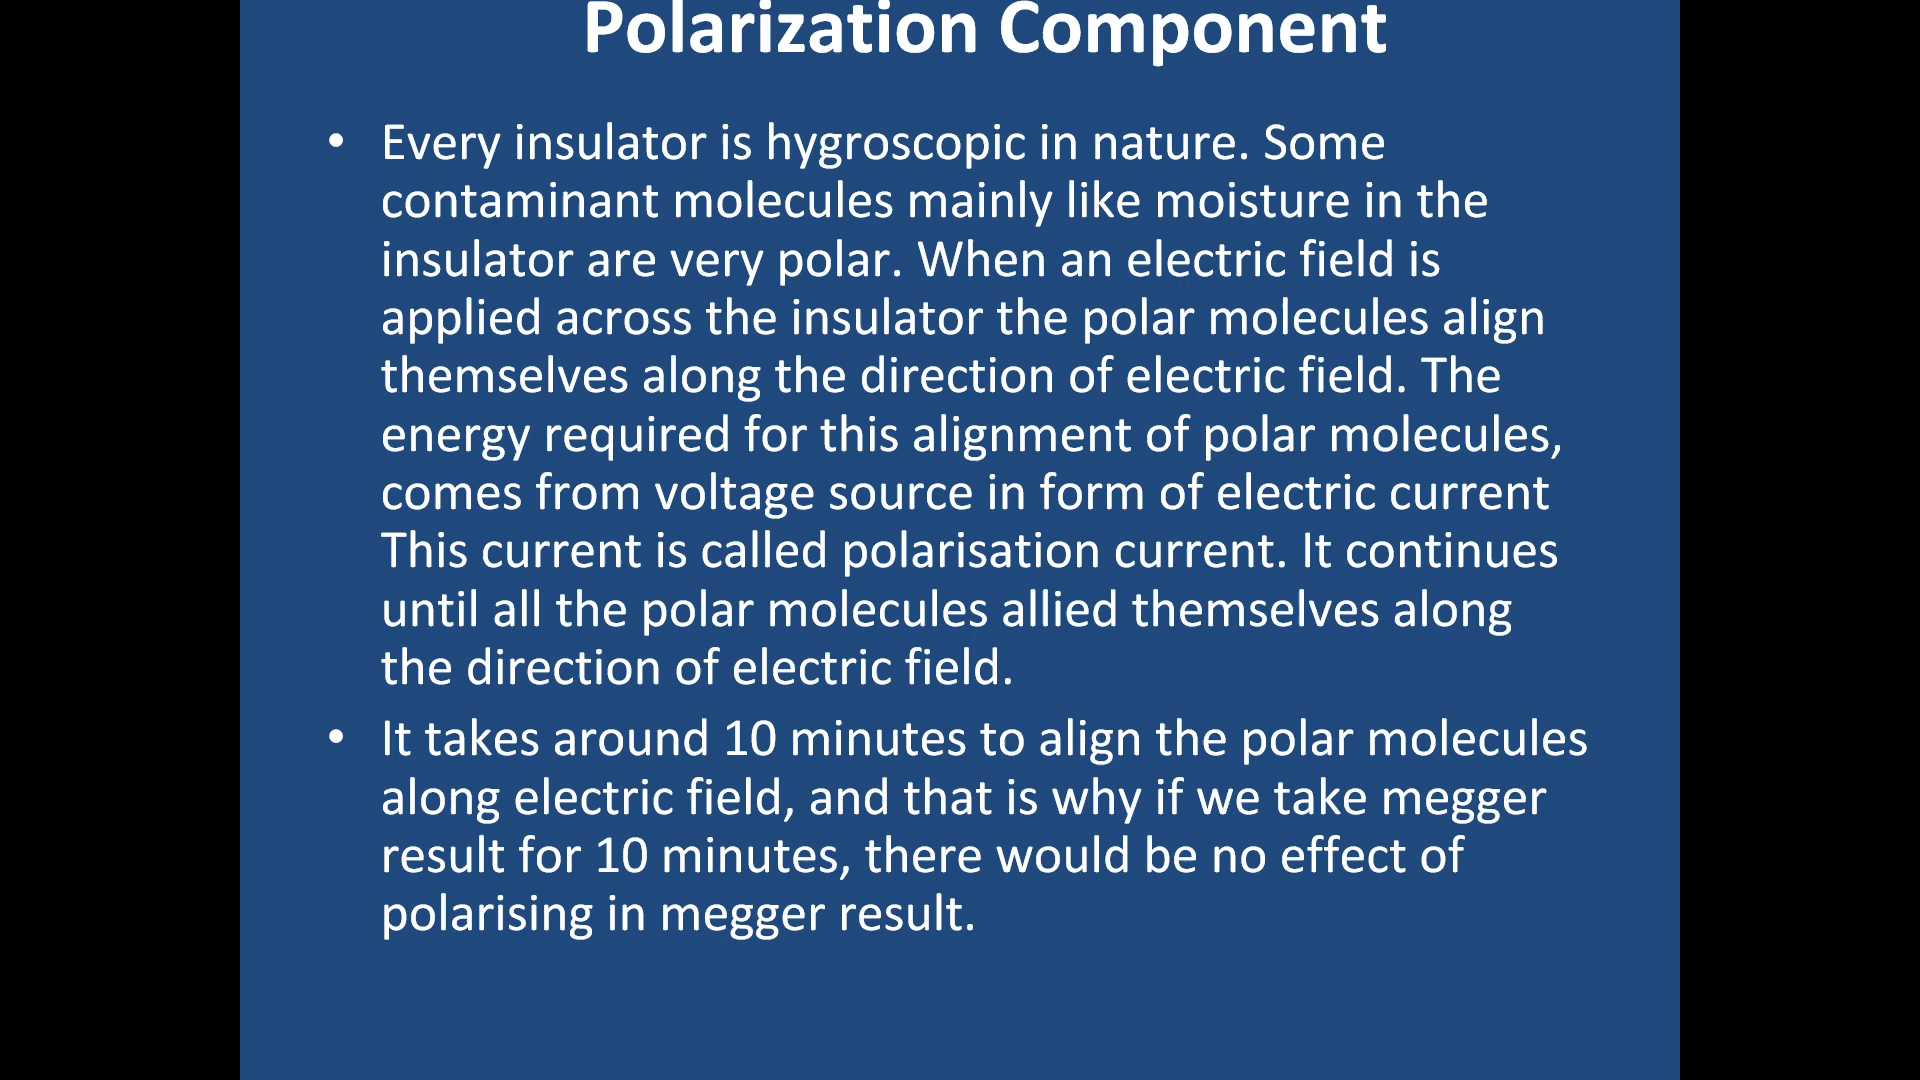 Polarization Component
• Every insulator is hygroscopic in nature. Some
contaminant molecules mainly like moisture in the
insulator are very polar. When an electric field is
applied across the insulator the polar molecules align
themselves along the direction of electric field. The
energy required for this alignment of polar molecules,
comes from voltage source in form of electric current
This current is called polarisation current. It continues
until all the polar molecules allied themselves along
the direction of electric field.
• It takes around 10 minutes to align the polar molecules
along electric field, and that is why if we take megger
result for 10 minutes, there would be no effect of
polarising in megger result.